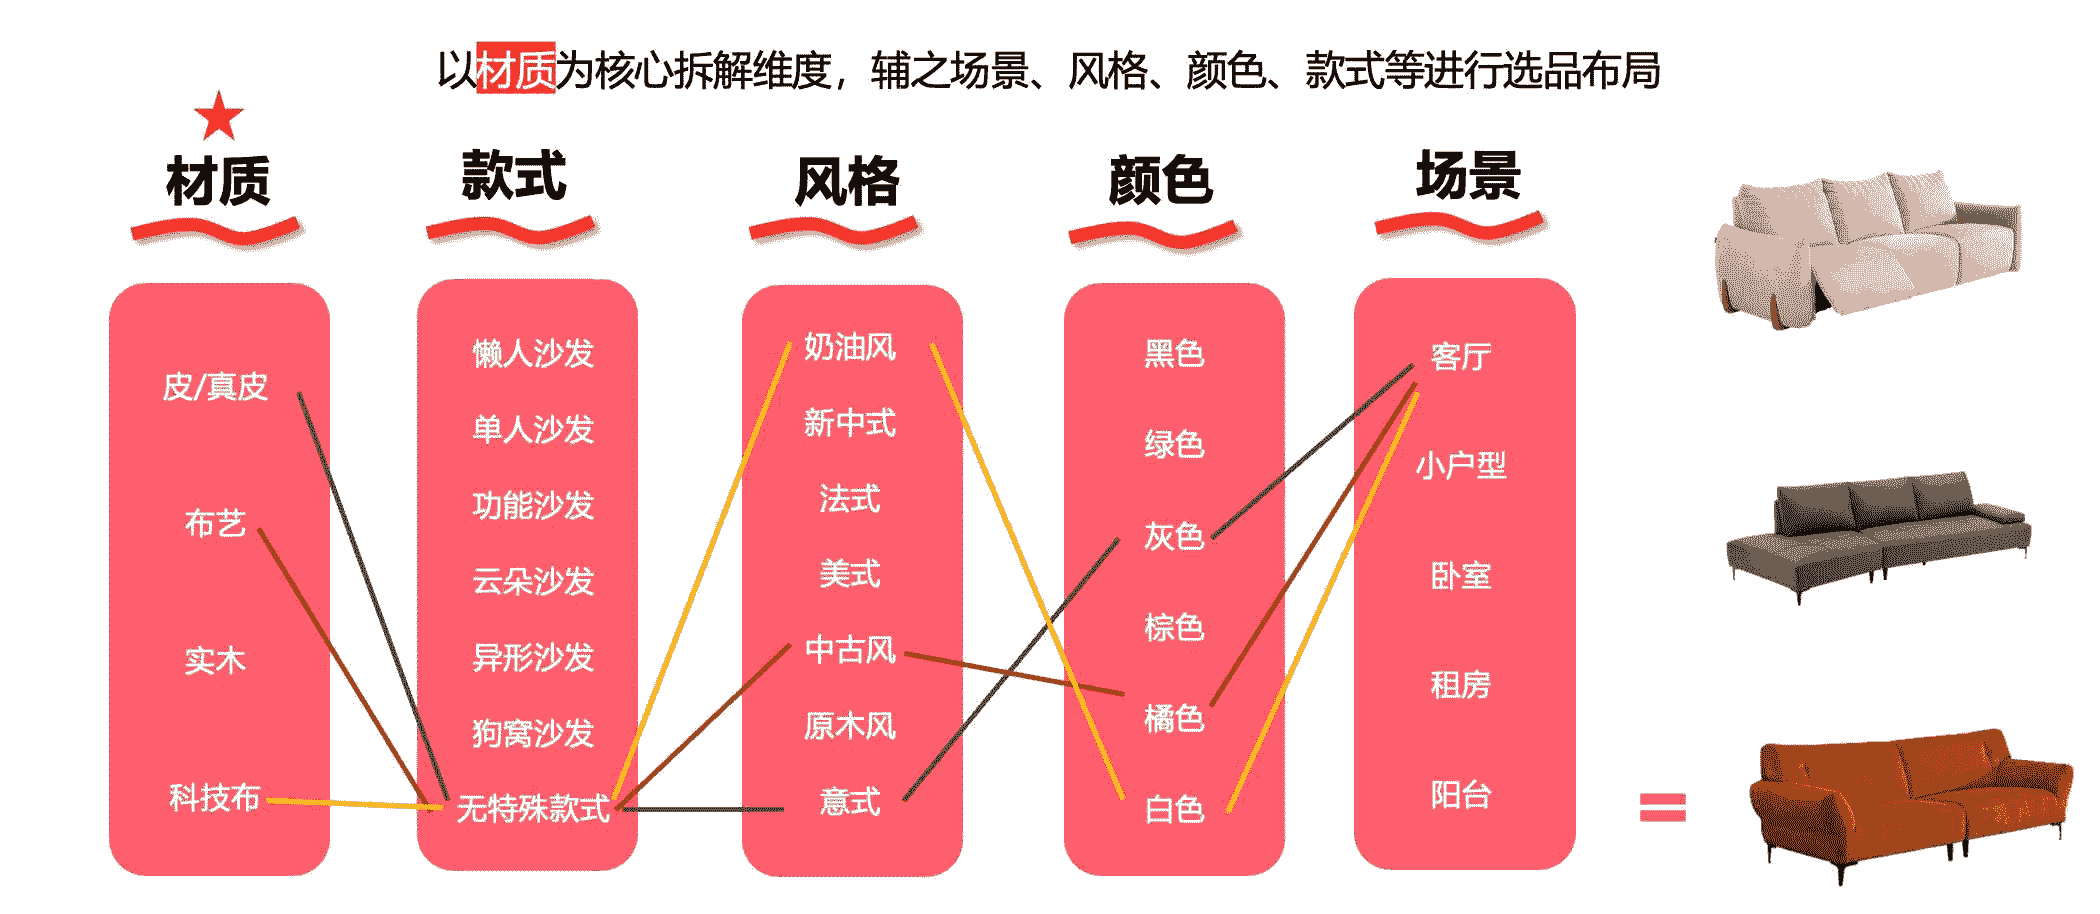 以材质为核心拆解维度，辅之场景、风格、颜色、款式等进行选品布局
材质
款式
风格
颜色
场景
皮/真皮
布艺
实木
科技布
懒人沙发
单人沙发
功能沙发
云朵沙发
异形沙发
狗窝沙发
无特殊款式
奶油风
新中式
法式
美式
中古风
原木风
意式
黑色
绿色
灰色
棕色
橘色
白色
客厅
小户型
卧室
租房
阳台
=